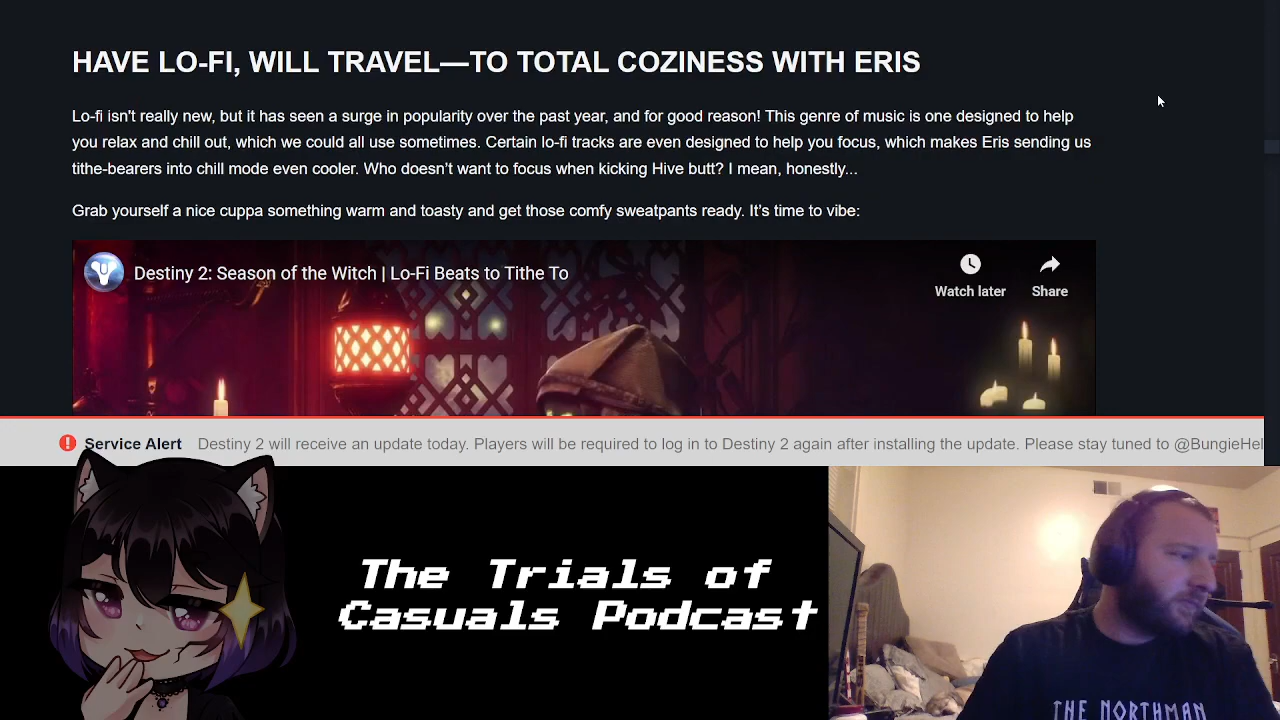 HAVE LO-FI, WILL TRAVEL—TO TOTAL COZINESS WITH ERIS
Lo-fi isn't really new, but it has seen a surge in popularity over the past year, and for good reason! This genre of music is one designed to help
you relax and chill out, which we could all use sometimes. Certain lo-fi tracks are even designed to help you focus, which makes Eris sending us
tithe-bearers into chill mode even cooler. Who doesn't want to focus when kicking Hive butt? I mean, honestly...
Grab yourself a nice cuppa something warm and toasty and get those comfy sweatpants ready. It's time to vibe:
Destiny 2: Season of the Witch | Lo-Fi Beats to Tithe To
Watch later
Share
Service Alert Destiny 2 will receive an update today. Players will be required to log in to Destiny 2 again after installing the update. Please stay tuned to @BungieHel
The Trials of
Casuals Podcast
THE NORTHMAN